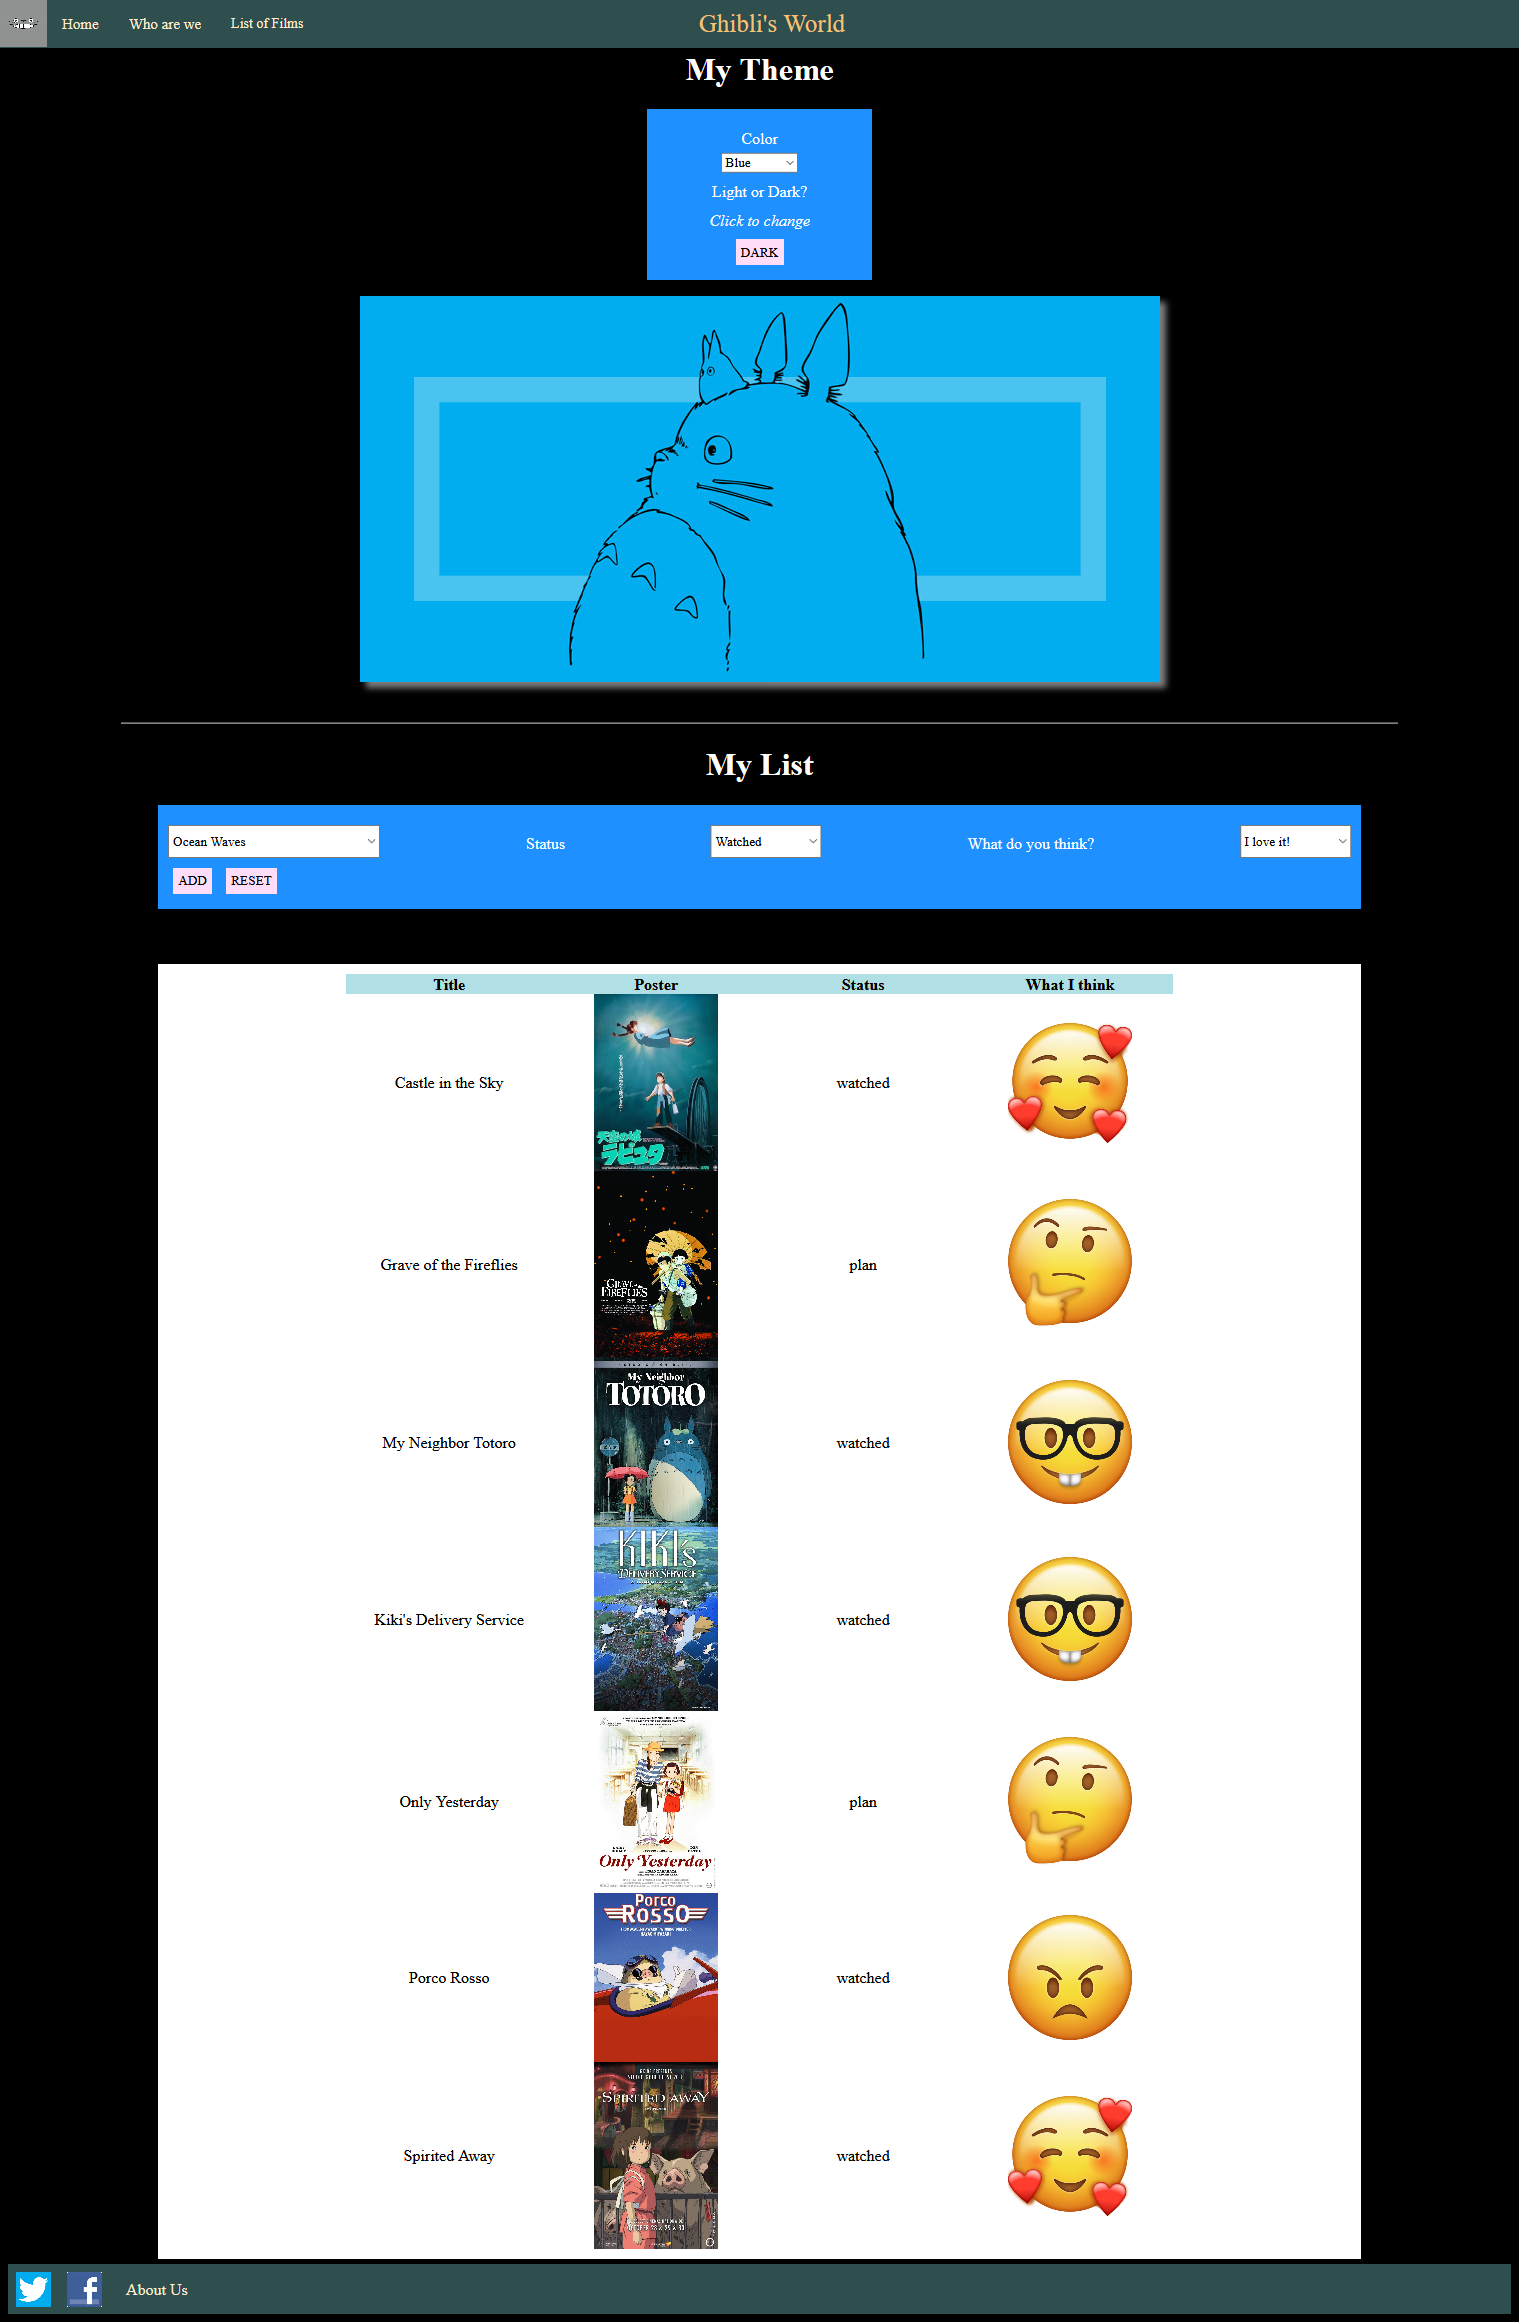 Home Who are we List of Films Ghibli's World
My Theme
Color
Blue
Light or Dark?
Click to change
DARK
My List
Ocean Waves Status Watched What do you think? I love it!
ADD RESET
Title Poster Status What I think
Castle in the Sky watched
天空の城
ラピュタ
Grave of the Fireflies plan
GRAVE OF THE
FIREFLIES
My Neighbor
TOTORO
My Neighbor Totoro watched
KIKI's
DELIVERY SERVICE
Kiki's Delivery Service watched
Only Yesterday plan
Only Yesterday
PORCO
ROSSO
HAYAO MIYAZAKI
Porco Rosso watched
SPIRITED AWAY
Spirited Away watched
f About Us